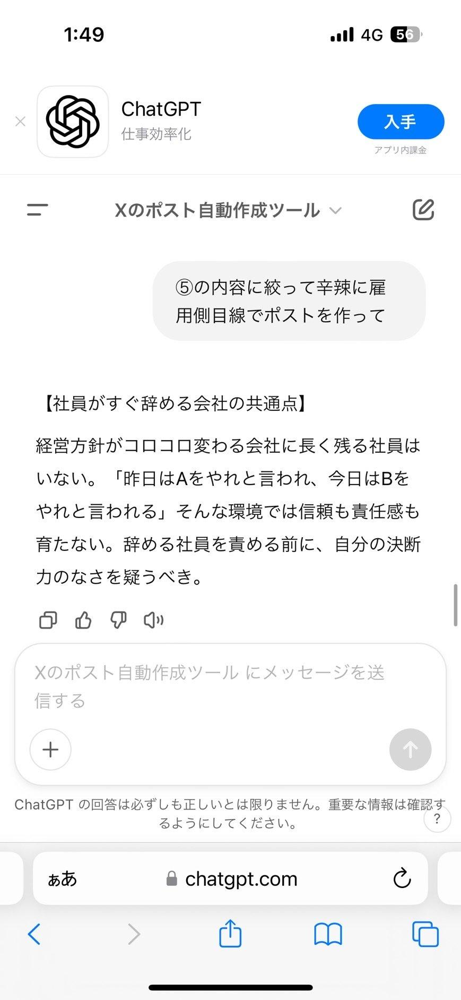 1:49
4G 56
ChatGPT
仕事効率化
入手
アプリ内課金
Xのポスト自動作成ツール
⑤の内容に絞って辛辣に雇
用側目線でポストを作って
【社員がすぐ辞める会社の共通点】
経営方針がコロコロ変わる会社に長く残る社員は
いない。「昨日はAをやれと言われ、今日はBを
やれと言われる」そんな環境では信頼も責任感も
育たない。辞める社員を責める前に、自分の決断
力のなさを疑うべき。
Xのポスト自動作成ツール にメッセージを送
信する
ChatGPT の回答は必ずしも正しいとは限りません。重要な情報は確認す
るようにしてください。
?
ぁあ
chatgpt.com